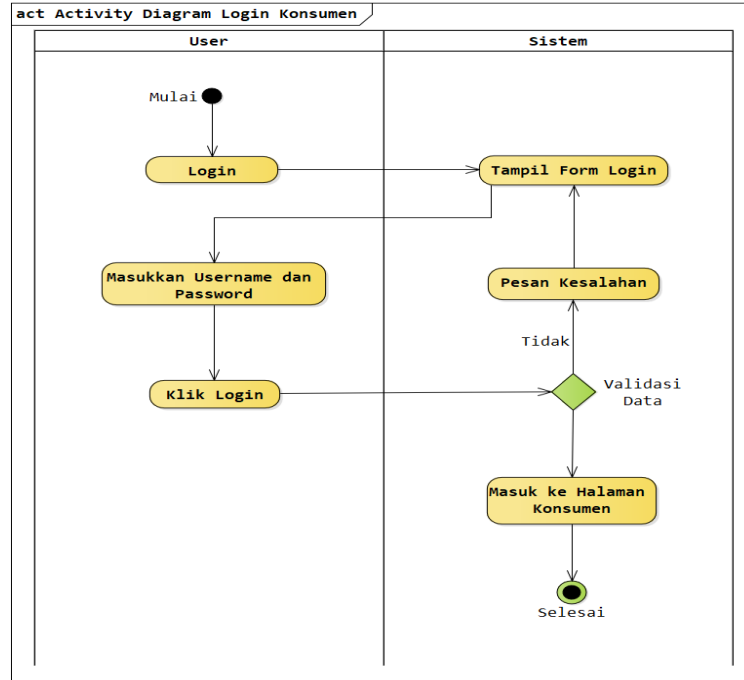 act Activity Diagram Login Konsumen
User
Sistem
Mulai
Login
Tampil Form Login
Masukkan Username dan
Password
Pesan Kesalahan
Tidak
Klik Login
Validasi
Data
Masuk ke Halaman
Konsumen
Selesai